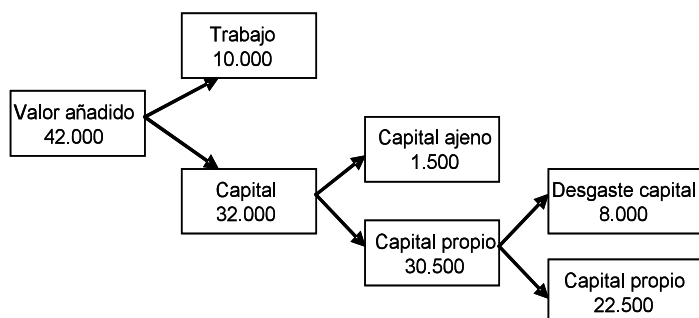 Trabajo
10.000
Valor añadido
42.000
Capital ajeno
1.500
Capital
32.000
Desgaste capital
8.000
Capital propio
30.500
Capital propio
22.500